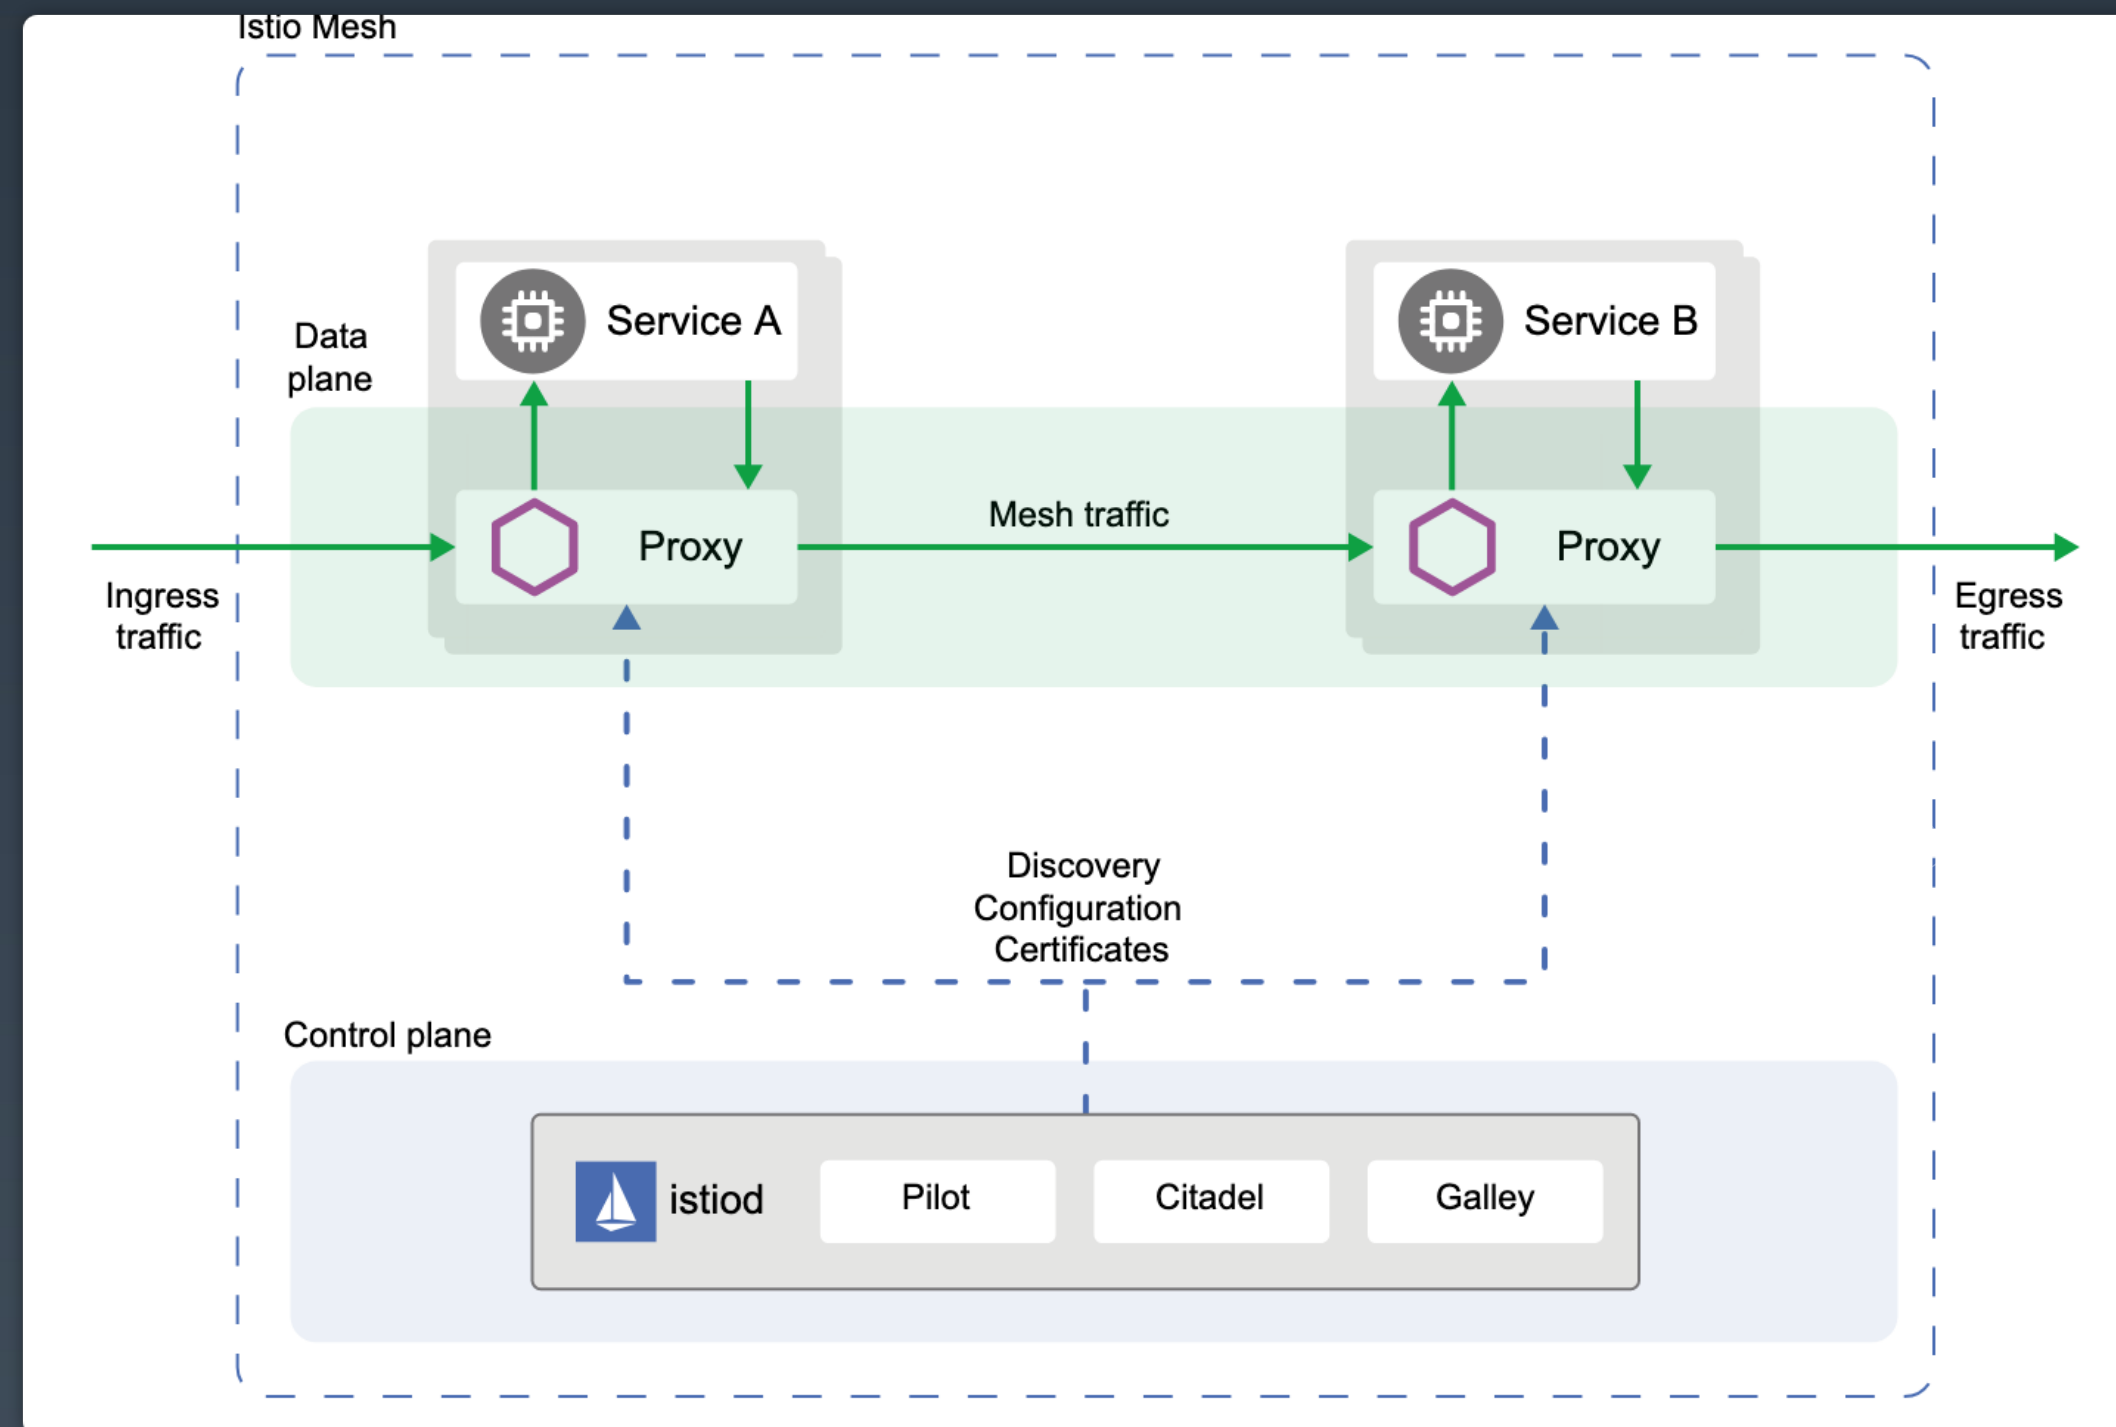 Istio Mesh
Data
plane
Service A
Service B
Proxy
Mesh traffic
Proxy
Ingress
traffic
Egress
traffic
Discovery
Configuration
Certificates
Control plane
istiod
Pilot
Citadel
Galley